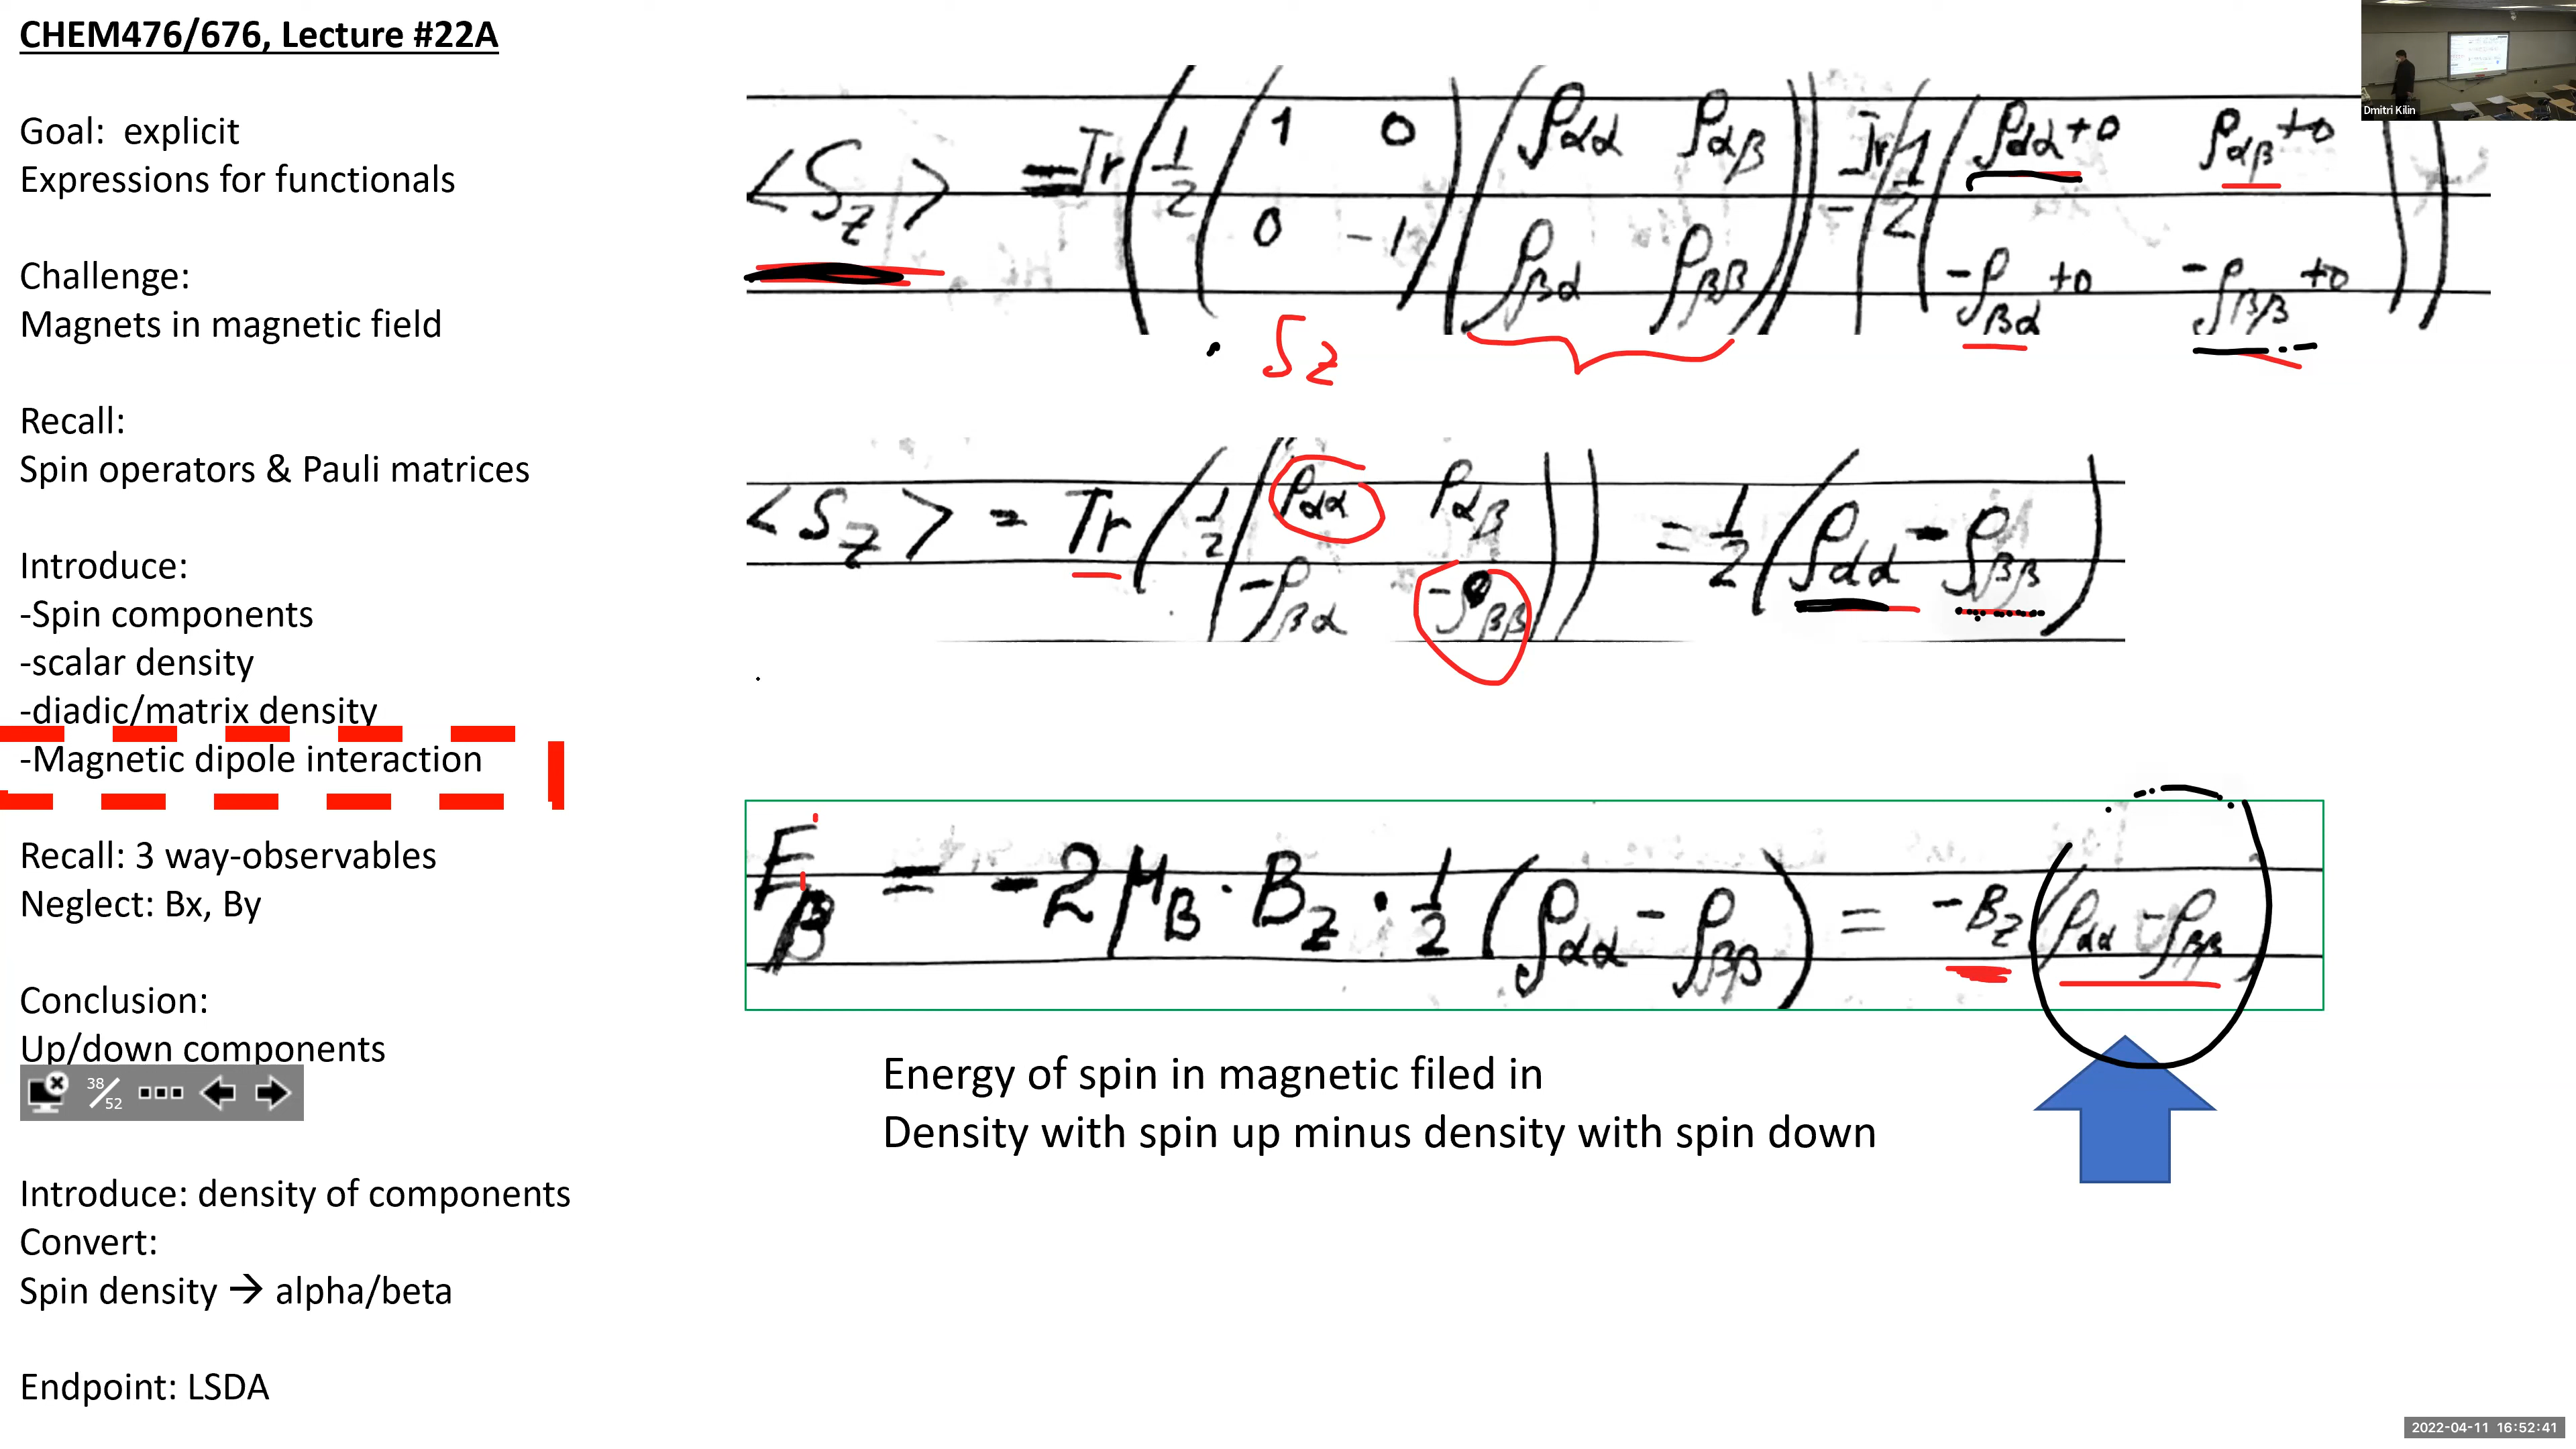 CHEM476/676, Lecture #22A
Goal: explicit
Expressions for functionals
Challenge:
Magnets in magnetic field
Recall:
Spin operators & Pauli matrices
Introduce:
-Spin components
-scalar density
-diadic/matrix density
-Magnetic dipole interaction
Recall: 3 way-observables
Neglect: Bx, By
Conclusion:
Up/down components
38/52
Introduce: density of components
Convert:
Spin density → alpha/beta
Endpoint: LSDA
<S_z> = Tr(1/2 (1 0 0 -1)(ρ_αα ρ_αβ ρ_βα ρ_ββ)) = Tr(1/2 (ρ_αα+0 ρ_αβ+0 -ρ_βα+0 -ρ_ββ+0))
S_z
<S_z> = Tr(1/2 (ρ_αα ρ_αβ -ρ_βα -ρ_ββ)) = 1/2 (ρ_αα - ρ_ββ)
E_B = -2μ_B · B_z · 1/2 (ρ_αα - ρ_ββ) = -B_z (ρ_αα - ρ_ββ)
Energy of spin in magnetic filed in
Density with spin up minus density with spin down
Dmitri Kilin
2022-04-11 16:52:41